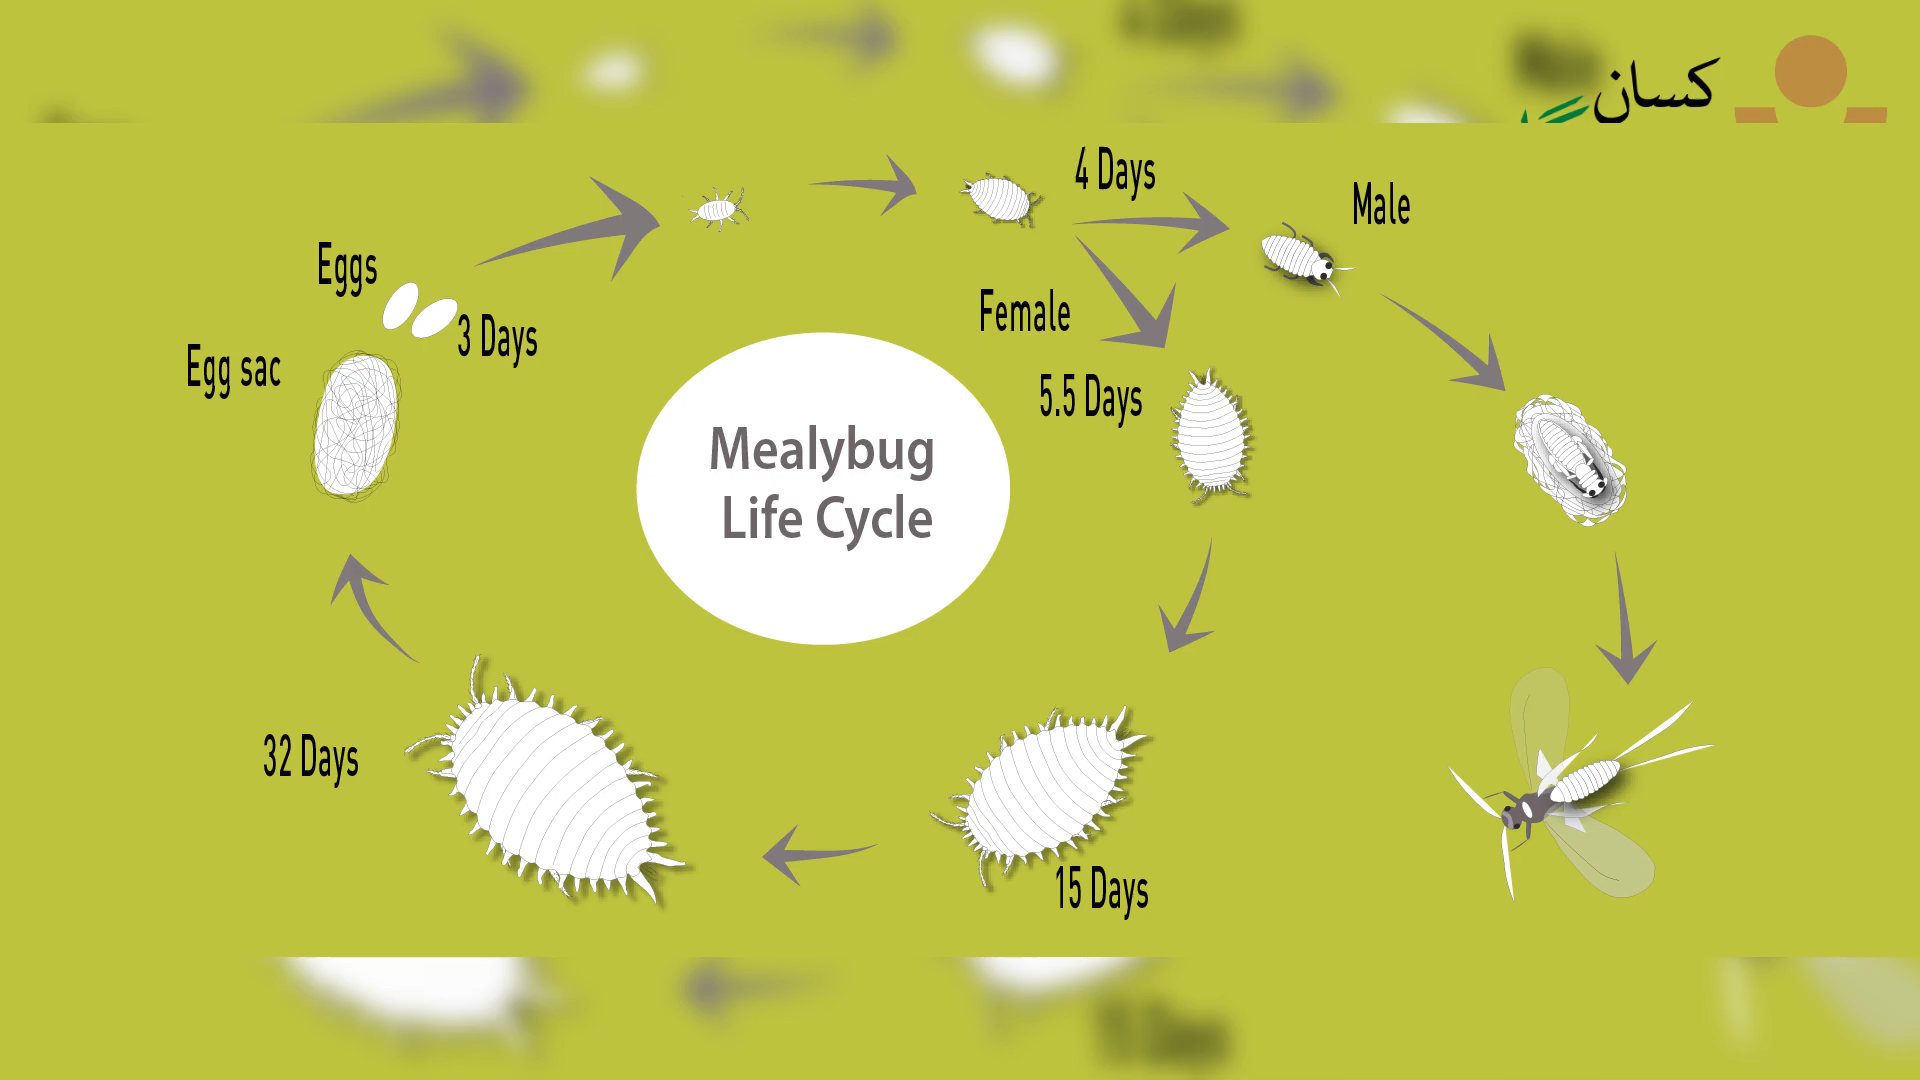 کسان
4 Days
Male
Eggs
Female
3 Days
Egg sac
5.5 Days
Mealybug
Life Cycle
32 Days
15 Days